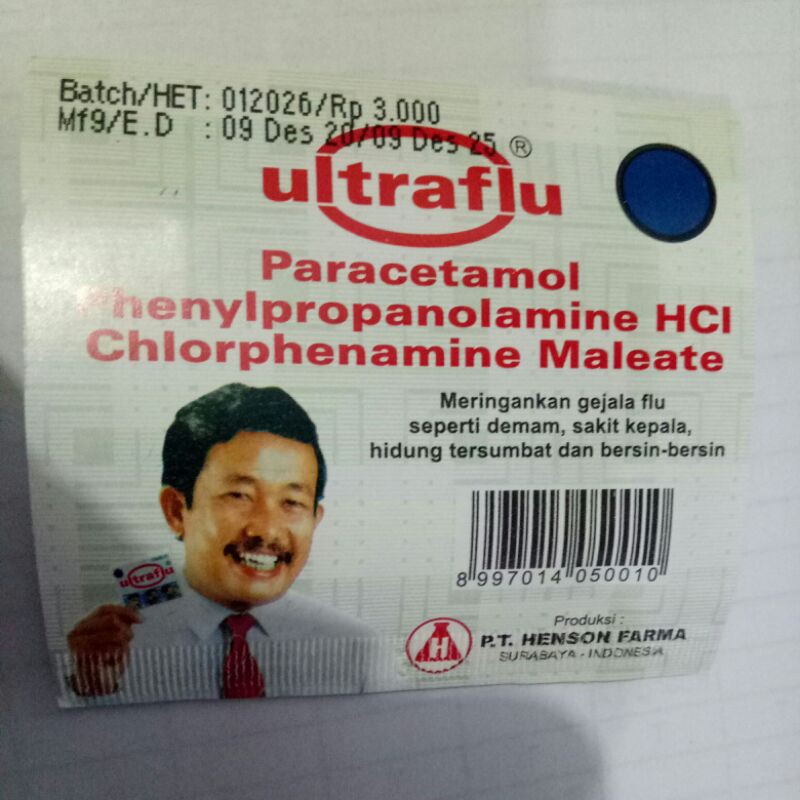 Batch/HET: 012026/Rp 3.000
Mf9/E.D : 09 Des 20/09 Des 25
ultraflu ®
Paracetamol
Phenylpropanolamine HCl
Chlorphenamine Maleate
Meringankan gejala flu
seperti demam, sakit kepala,
hidung tersumbat dan bersin-bersin
ultraflu
8 997014 050010
Produksi :
H
P.T. HENSON FARMA
SURABAYA - INDONESIA